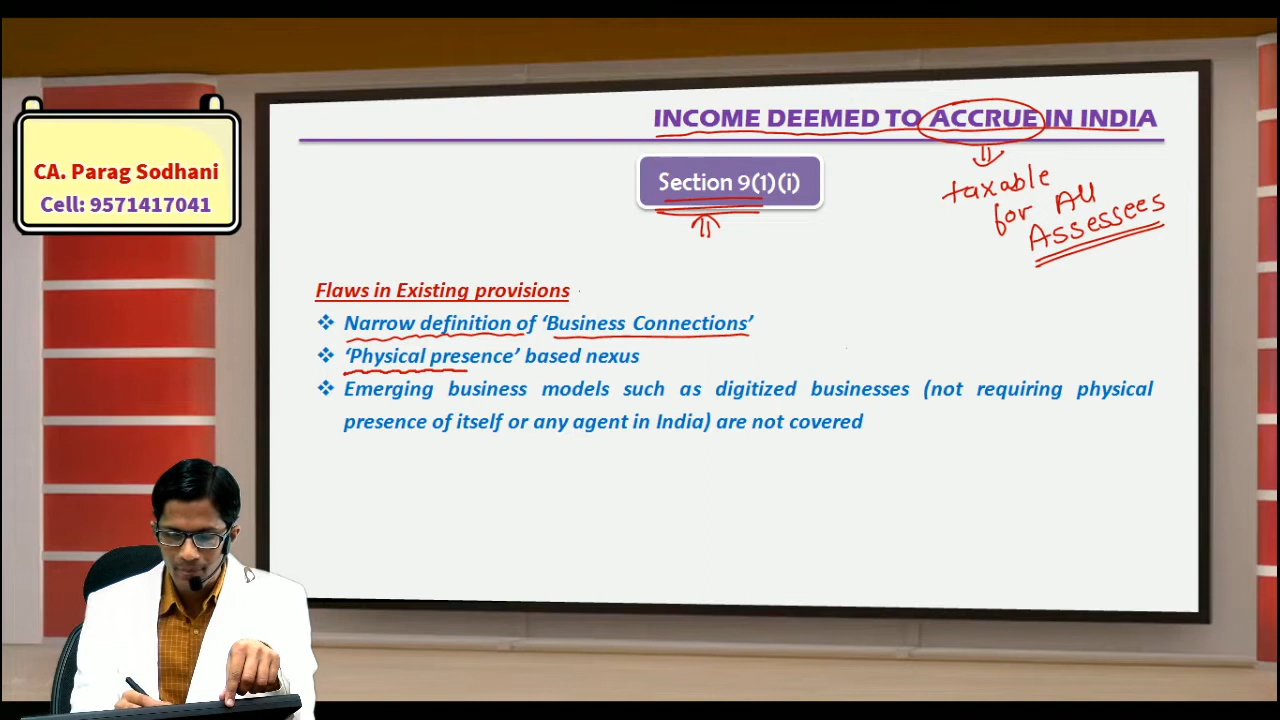 CA. Parag Sodhani
Cell: 9571417041
INCOME DEEMED TO ACCRUE IN INDIA
Section 9(1)(i)
taxable
for All
Assessees
Flaws in Existing provisions
❖ Narrow definition of ‘Business Connections’
❖ ‘Physical presence’ based nexus
❖ Emerging business models such as digitized businesses (not requiring physical
presence of itself or any agent in India) are not covered